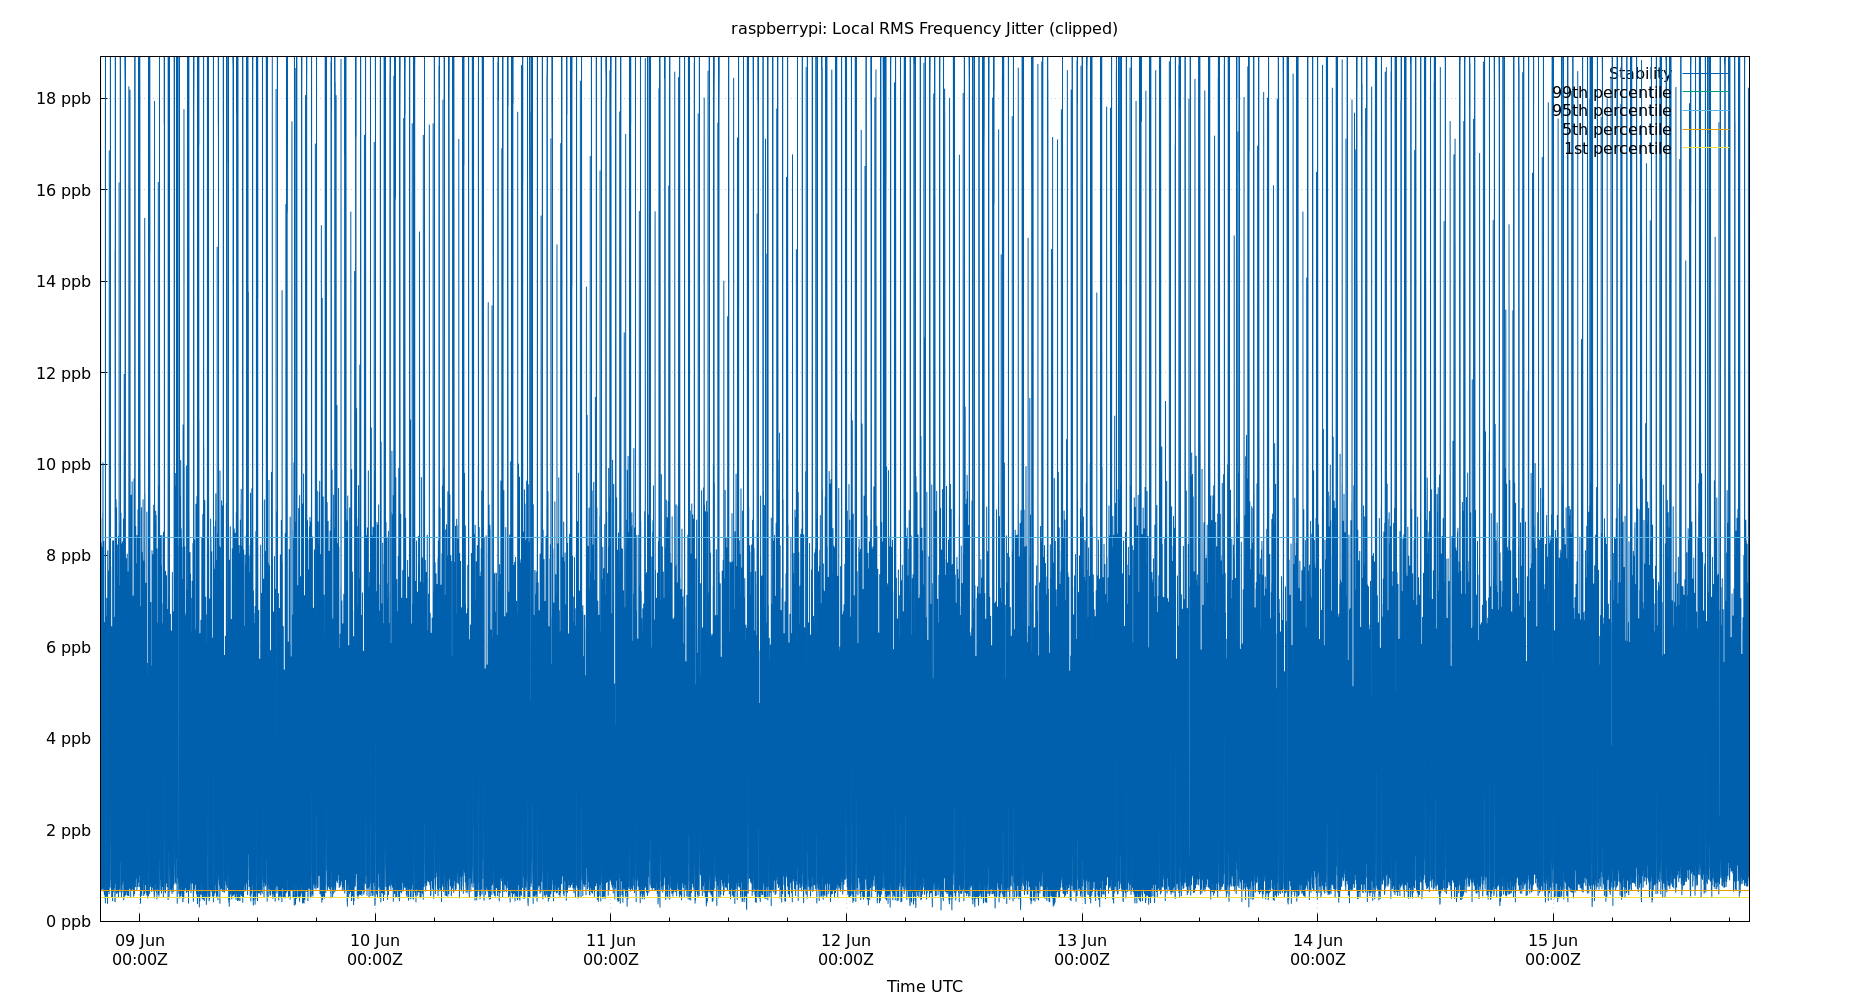 raspberrypi: Local RMS Frequency Jitter (clipped)
18 ppb
16 ppb
14 ppb
12 ppb
10 ppb
8 ppb
6 ppb
4 ppb
2 ppb
0 ppb
Stability
99th percentile
95th percentile
5th percentile
1st percentile
09 Jun 10 Jun 11 Jun 12 Jun 13 Jun 14 Jun 15 Jun
00:00Z 00:00Z 00:00Z 00:00Z 00:00Z 00:00Z 00:00Z
Time UTC